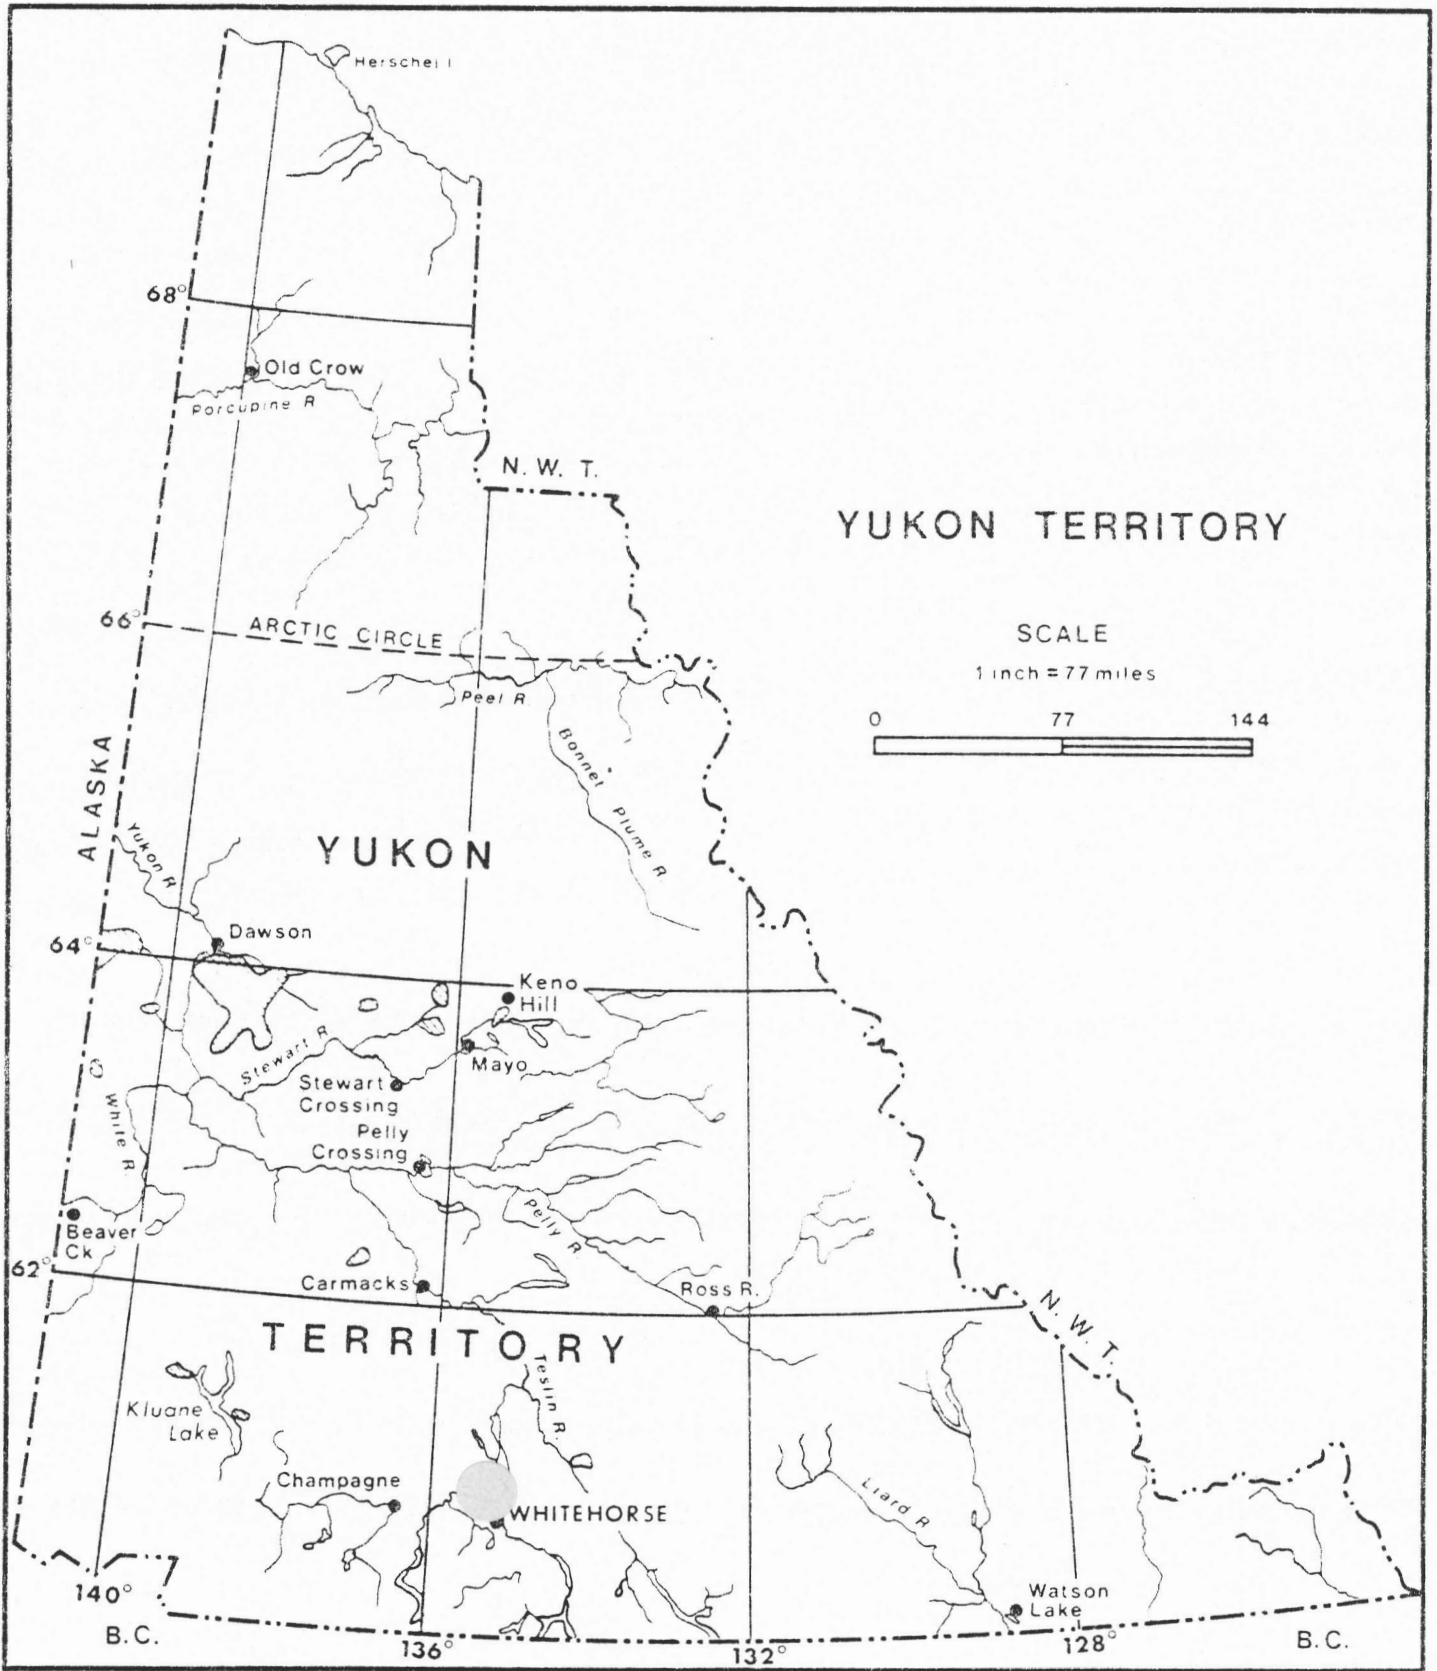 Herschel I
68°
Old Crow
Porcupine R
N. W. T.
YUKON TERRITORY
66°
ARCTIC CIRCLE
SCALE
1 inch = 77 miles
Peel R.
0 77 144
ALASKA
Bonnet Plume R.
Yukon R
YUKON
Dawson
64°
Keno
Hill
Stewart R
Mayo
Stewart
Crossing
White R.
Pelly
Crossing
Pelly R.
Beaver
Ck
62°
Carmacks
Ross R.
N. W. T.
TERRITORY
Teslin R.
Kluane
Lake
Champagne
Liard R
WHITEHORSE
140°
Watson
Lake
B.C.
136°
132°
128°
B.C.